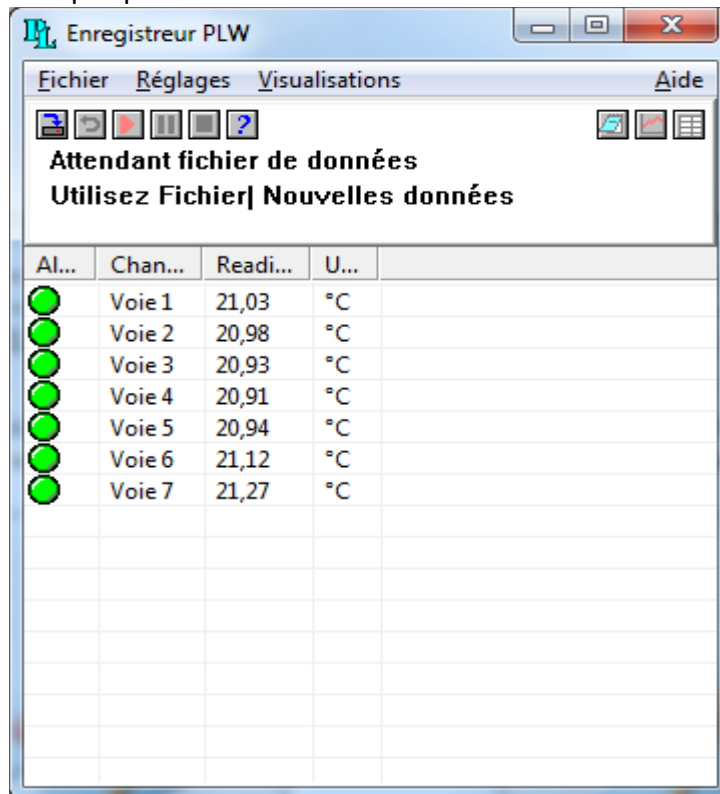 Enregistreur PLW
Fichier Réglages Visualisations Aide
Attendant fichier de données
Utilisez Fichier| Nouvelles données
Al... Chan... Readi... U...
Voie 1 21,03 °C
Voie 2 20,98 °C
Voie 3 20,93 °C
Voie 4 20,91 °C
Voie 5 20,94 °C
Voie 6 21,12 °C
Voie 7 21,27 °C